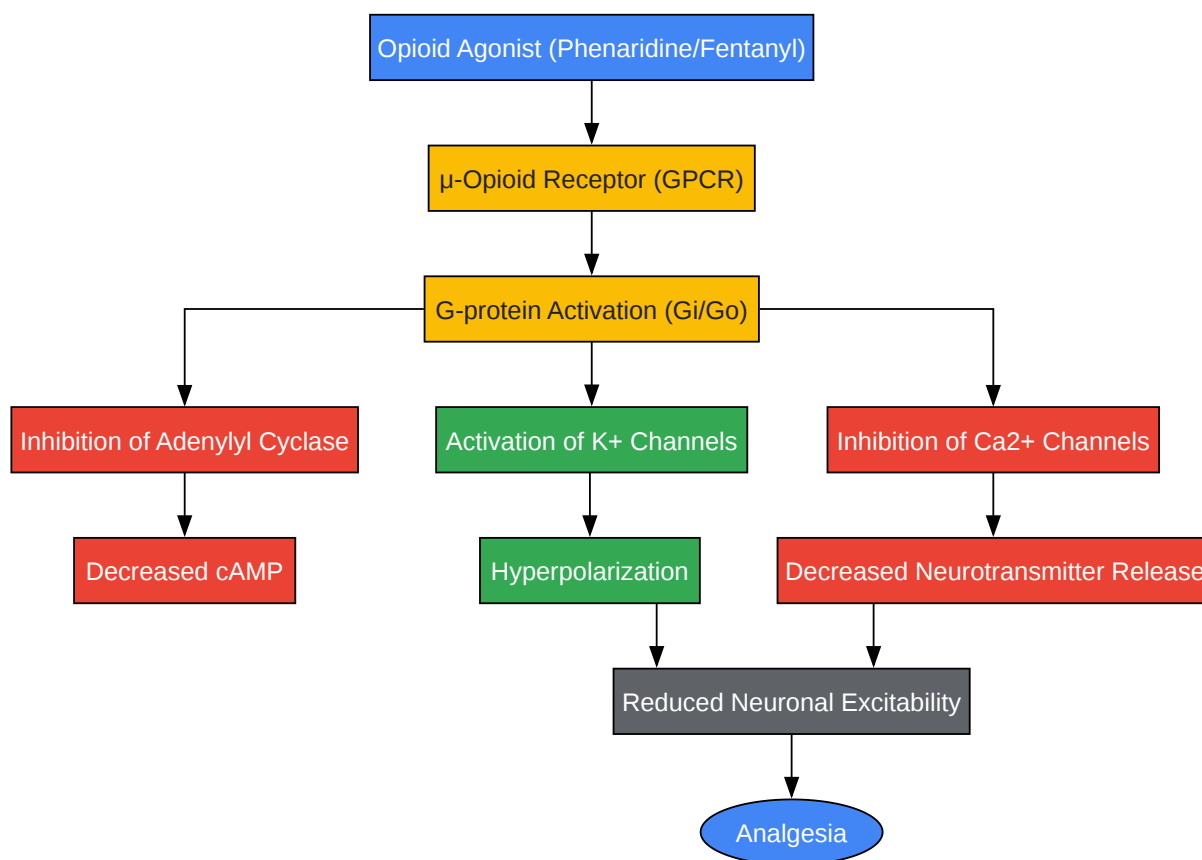 Opioid Agonist (Phenaridine/Fentanyl)
μ-Opioid Receptor (GPCR)
G-protein Activation (Gi/Go)
Inhibition of Adenylyl Cyclase
Activation of K+ Channels
Inhibition of Ca2+ Channels
Decreased cAMP
Hyperpolarization
Decreased Neurotransmitter Release
Reduced Neuronal Excitability
Analgesia